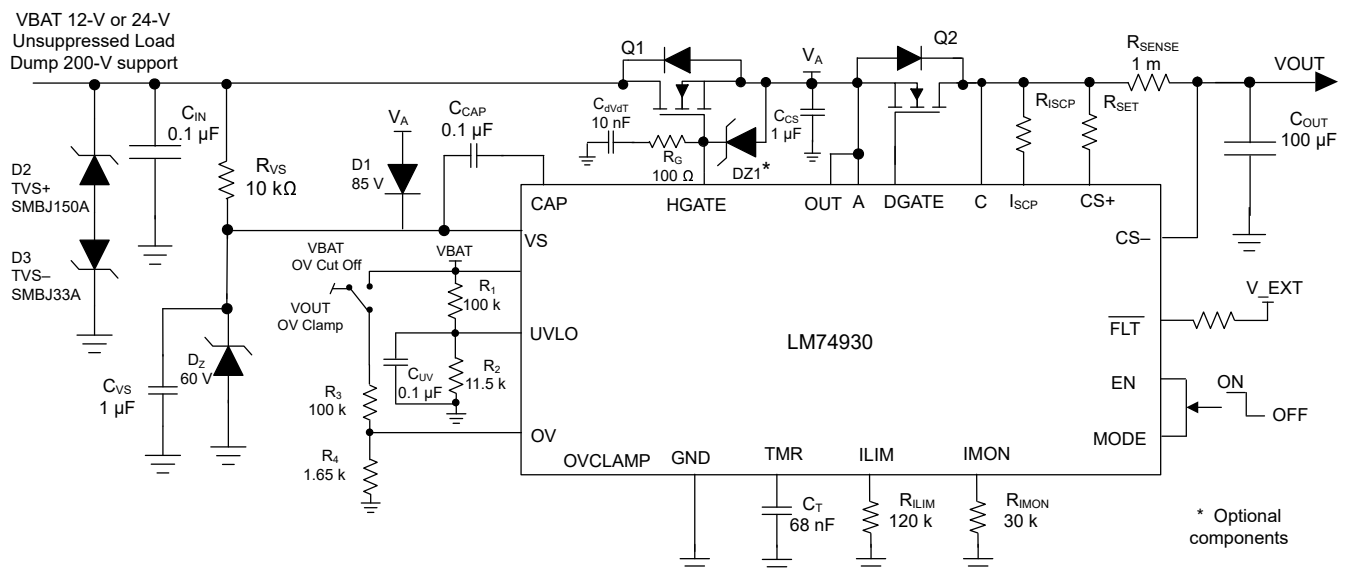 VBAT 12-V or 24-V
Unsuppressed Load
Dump 200-V support
Q1
Q2
RSENSE
1 m
VOUT
VA
CIN
0.1 µF
RVS
10 kΩ
D2
TVS+
SMBJ150A
D3
TVS–
SMBJ33A
VA
D1
85 V
CCAP
0.1 µF
CdVdT
10 nF
RG
100 Ω
DZ1*
CCS
1 µF
RISCP
RSET
COUT
100 µF
CAP
HGATE
OUT
A
DGATE
C
ISCP
CS+
VS
CS–
VBAT
OV Cut Off
VOUT
OV Clamp
VBAT
R1
100 k
UVLO
LM74930
FLT
V_EXT
CVS
1 µF
DZ
60 V
CUV
0.1 µF
R2
11.5 k
R3
100 k
EN
ON
OFF
MODE
OV
R4
1.65 k
OVCLAMP
GND
TMR
ILIM
IMON
CT
68 nF
RILIM
120 k
RIMON
30 k
* Optional
components